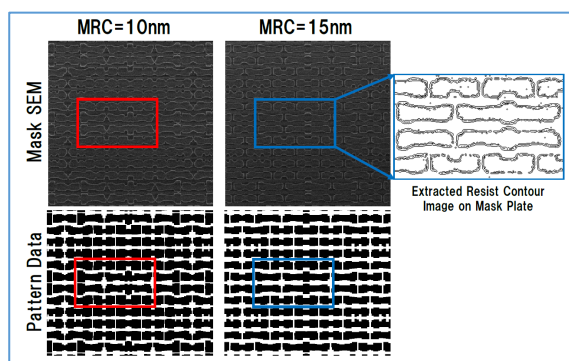 MRC=10nm
MRC=15nm
Mask SEM
Extracted Resist Contour
Image on Mask Plate
Pattern Data